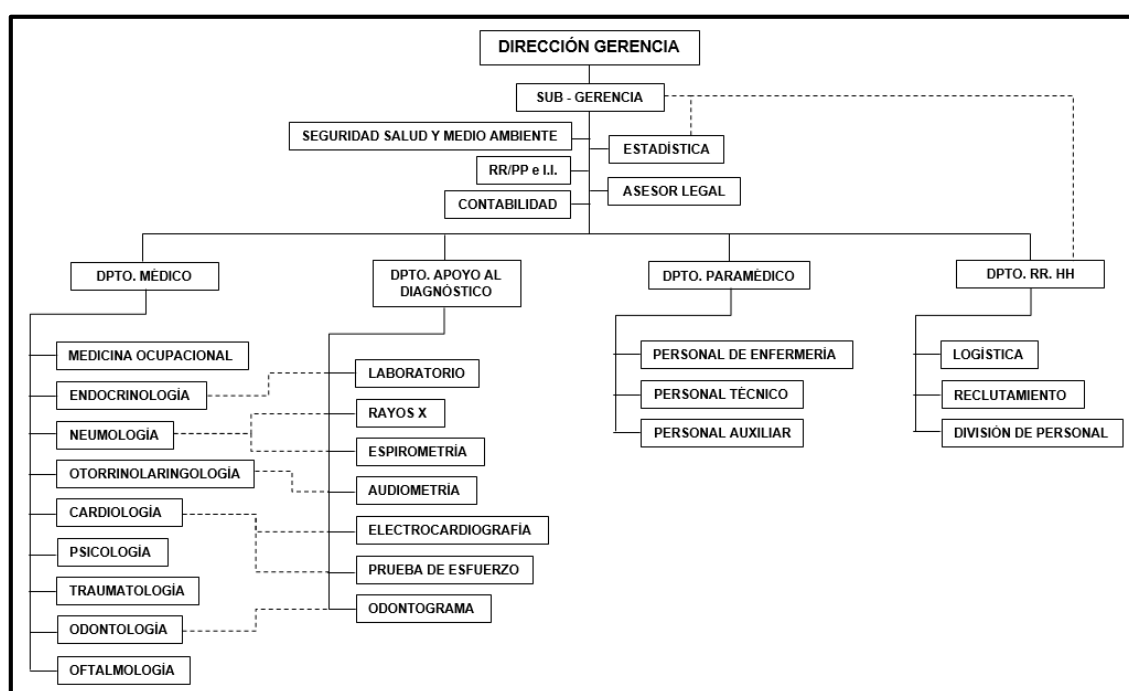 DIRECCIÓN GERENCIA
SUB - GERENCIA
SEGURIDAD SALUD Y MEDIO AMBIENTE
ESTADÍSTICA
RR/PP e I.I.
ASESOR LEGAL
CONTABILIDAD
DPTO. MÉDICO
DPTO. APOYO AL
DIAGNÓSTICO
DPTO. PARAMÉDICO
DPTO. RR. HH
MEDICINA OCUPACIONAL
ENDOCRINOLOGÍA
NEUMOLOGÍA
OTORRINOLARINGOLOGÍA
CARDIOLOGÍA
PSICOLOGÍA
TRAUMATOLOGÍA
ODONTOLOGÍA
OFTALMOLOGÍA
LABORATORIO
RAYOS X
ESPIROMETRÍA
AUDIOMETRÍA
ELECTROCARDIOGRAFÍA
PRUEBA DE ESFUERZO
ODONTOGRAMA
PERSONAL DE ENFERMERÍA
PERSONAL TÉCNICO
PERSONAL AUXILIAR
LOGÍSTICA
RECLUTAMIENTO
DIVISIÓN DE PERSONAL